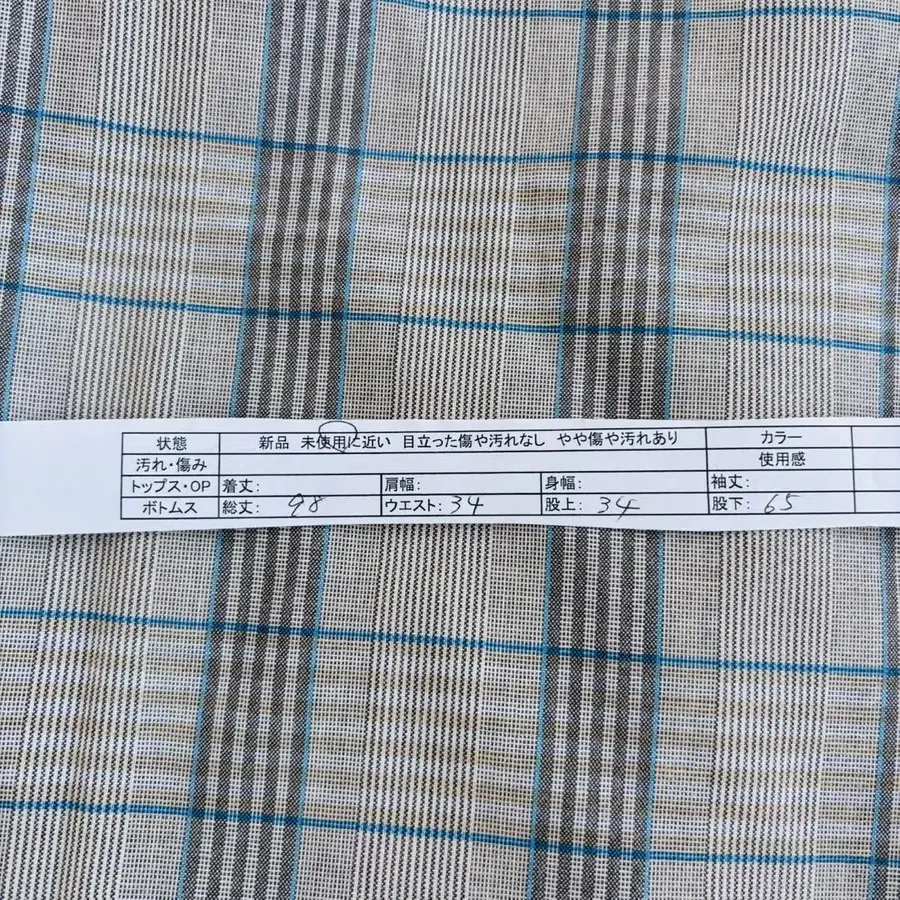 状態 新品 未使用に近い 目立った傷や汚れなし やや傷や汚れあり カラー
汚れ・傷み 使用感
トップス・OP 着丈: 肩幅: 身幅: 袖丈:
ボトムス 総丈: 98 ウエスト: 34 股上: 34 股下: 65